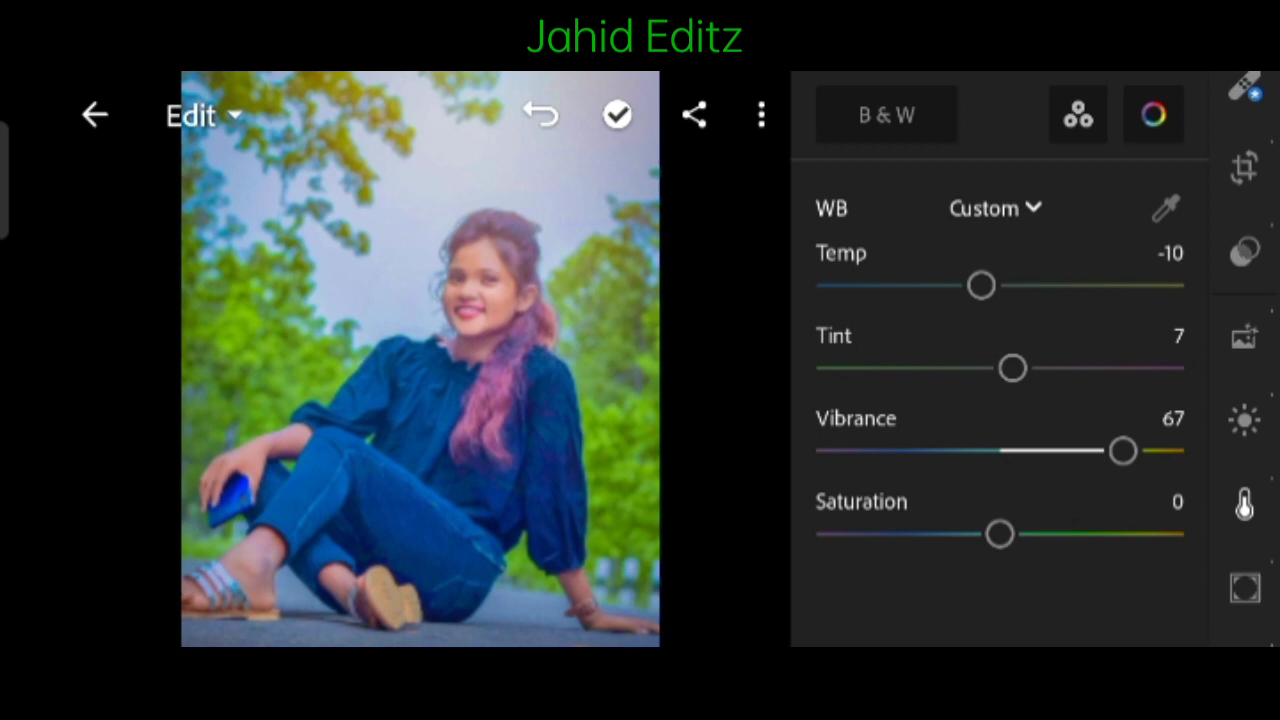 Jahid Editz
Edit
B & W
WB Custom
Temp -10
Tint 7
Vibrance 67
Saturation 0